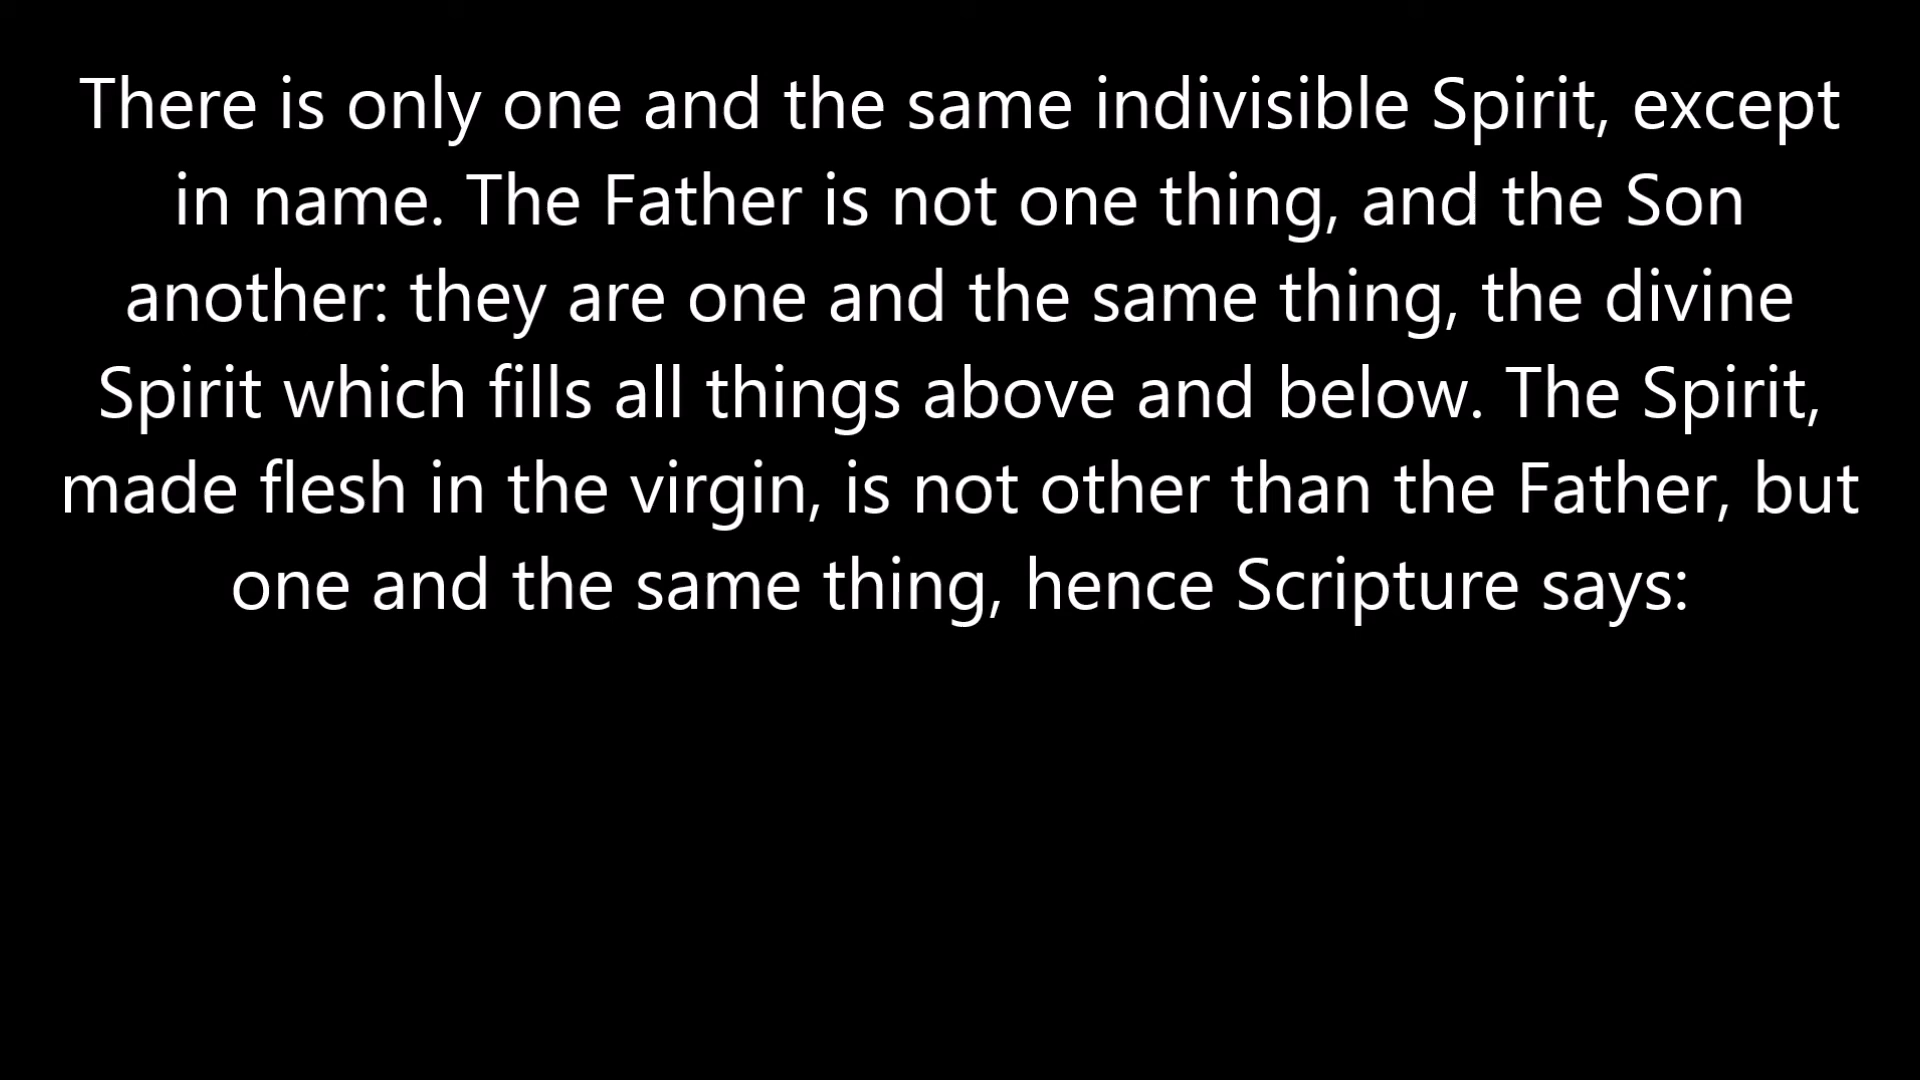 There is only one and the same indivisible Spirit, except
in name. The Father is not one thing, and the Son
another: they are one and the same thing, the divine
Spirit which fills all things above and below. The Spirit,
made flesh in the virgin, is not other than the Father, but
one and the same thing, hence Scripture says: